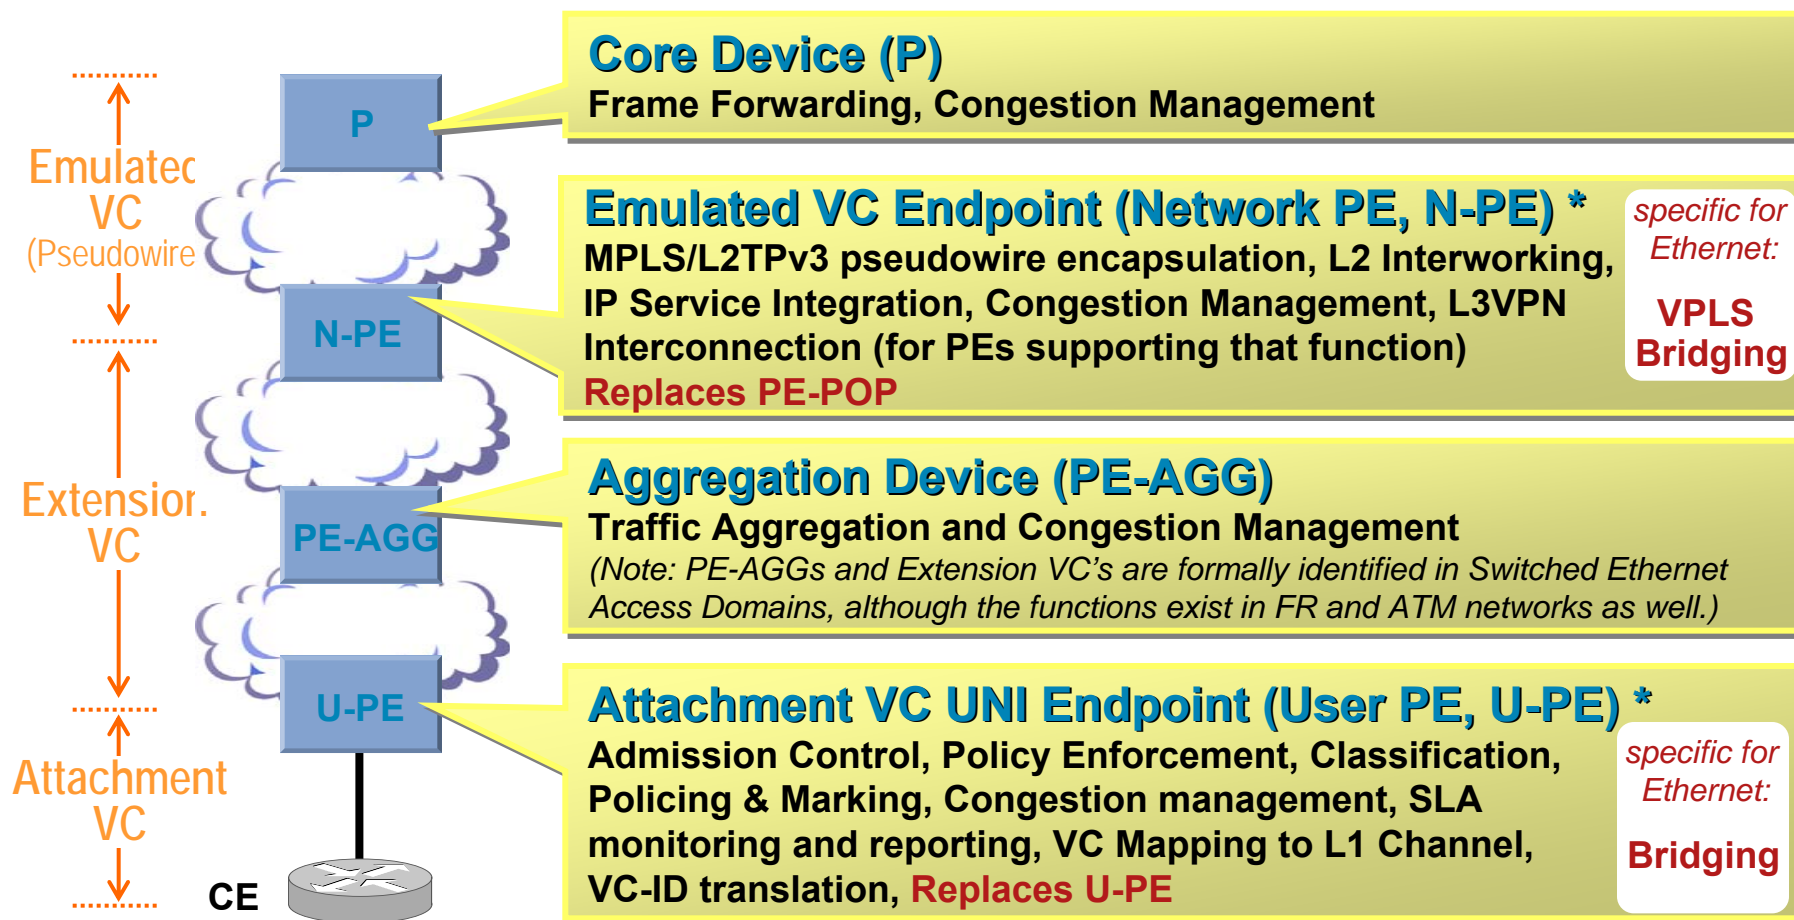 Core Device (P)
Frame Forwarding, Congestion Management
P
Emulated
VC
(Pseudowire
Emulated VC Endpoint (Network PE, N-PE) *
MPLS/L2TPv3 pseudowire encapsulation, L2 Interworking,
IP Service Integration, Congestion Management, L3VPN
Interconnection (for PEs supporting that function)
Replaces PE-POP
specific for
Ethernet:
VPLS
Bridging
N-PE
Extension
VC
Aggregation Device (PE-AGG)
Traffic Aggregation and Congestion Management
(Note: PE-AGGs and Extension VC's are formally identified in Switched Ethernet
Access Domains, although the functions exist in FR and ATM networks as well.)
PE-AGG
U-PE
Attachment VC UNI Endpoint (User PE, U-PE) *
Admission Control, Policy Enforcement, Classification,
Policing & Marking, Congestion management, SLA
monitoring and reporting, VC Mapping to L1 Channel,
VC-ID translation, Replaces U-PE
specific for
Ethernet:
Bridging
Attachment
VC
CE